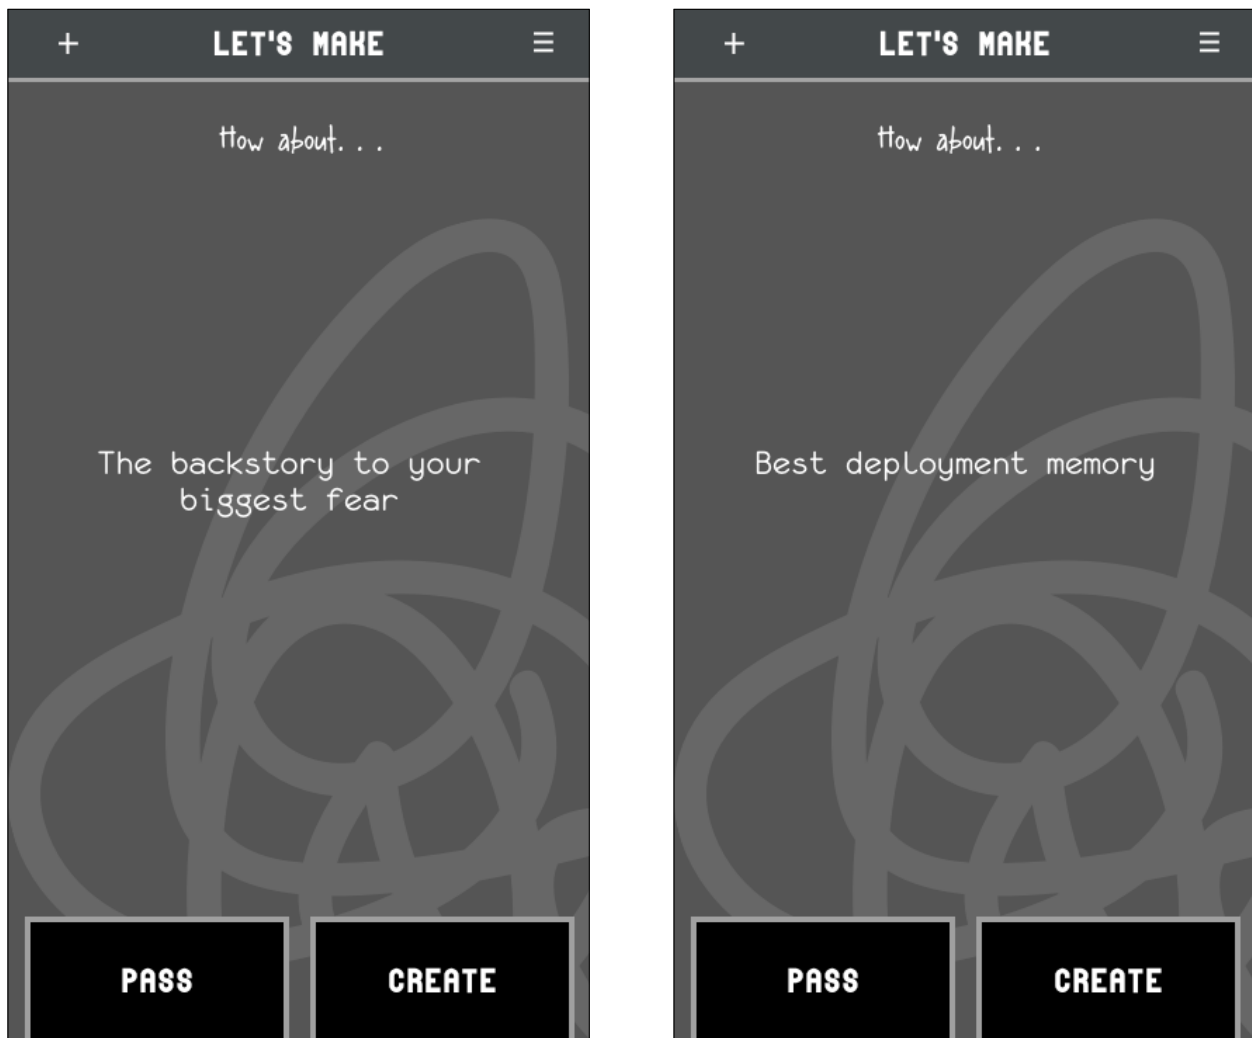 + LET'S MAKE ☰
How about. . .
The backstory to your
biggest fear
PASS CREATE
+ LET'S MAKE ☰
How about. . .
Best deployment memory
PASS CREATE